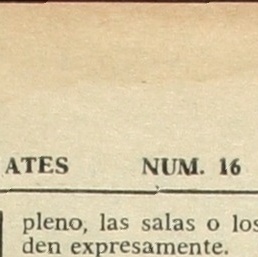 ATES NUM. 16
pleno, las salas o los
den expresamente.